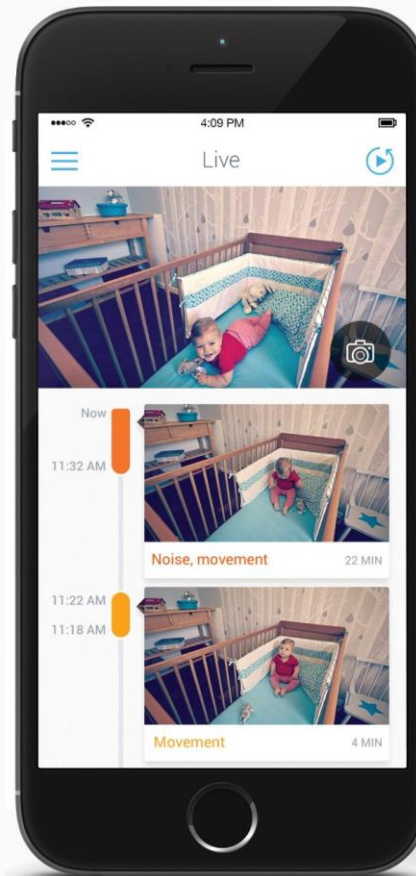 4:09 PM
Live
Now
11:32 AM
Noise, movement
22 MIN
11:22 AM
11:18 AM
Movement
4 MIN